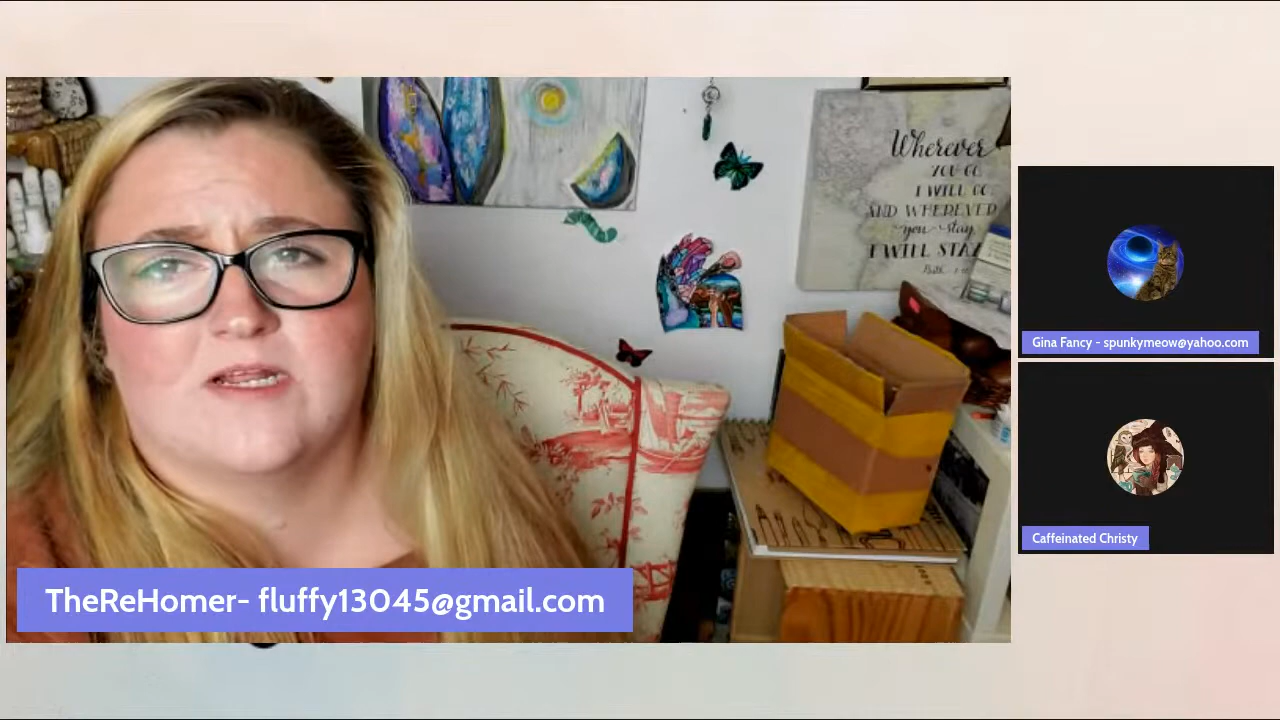 Wherever
YOU GO
I WILL GO
AND WHEREVER
you stay
I WILL
TheReHomer- fluffy13045@gmail.com
Gina Fancy - spunkymeow@yahoo.com
Caffeinated Christy